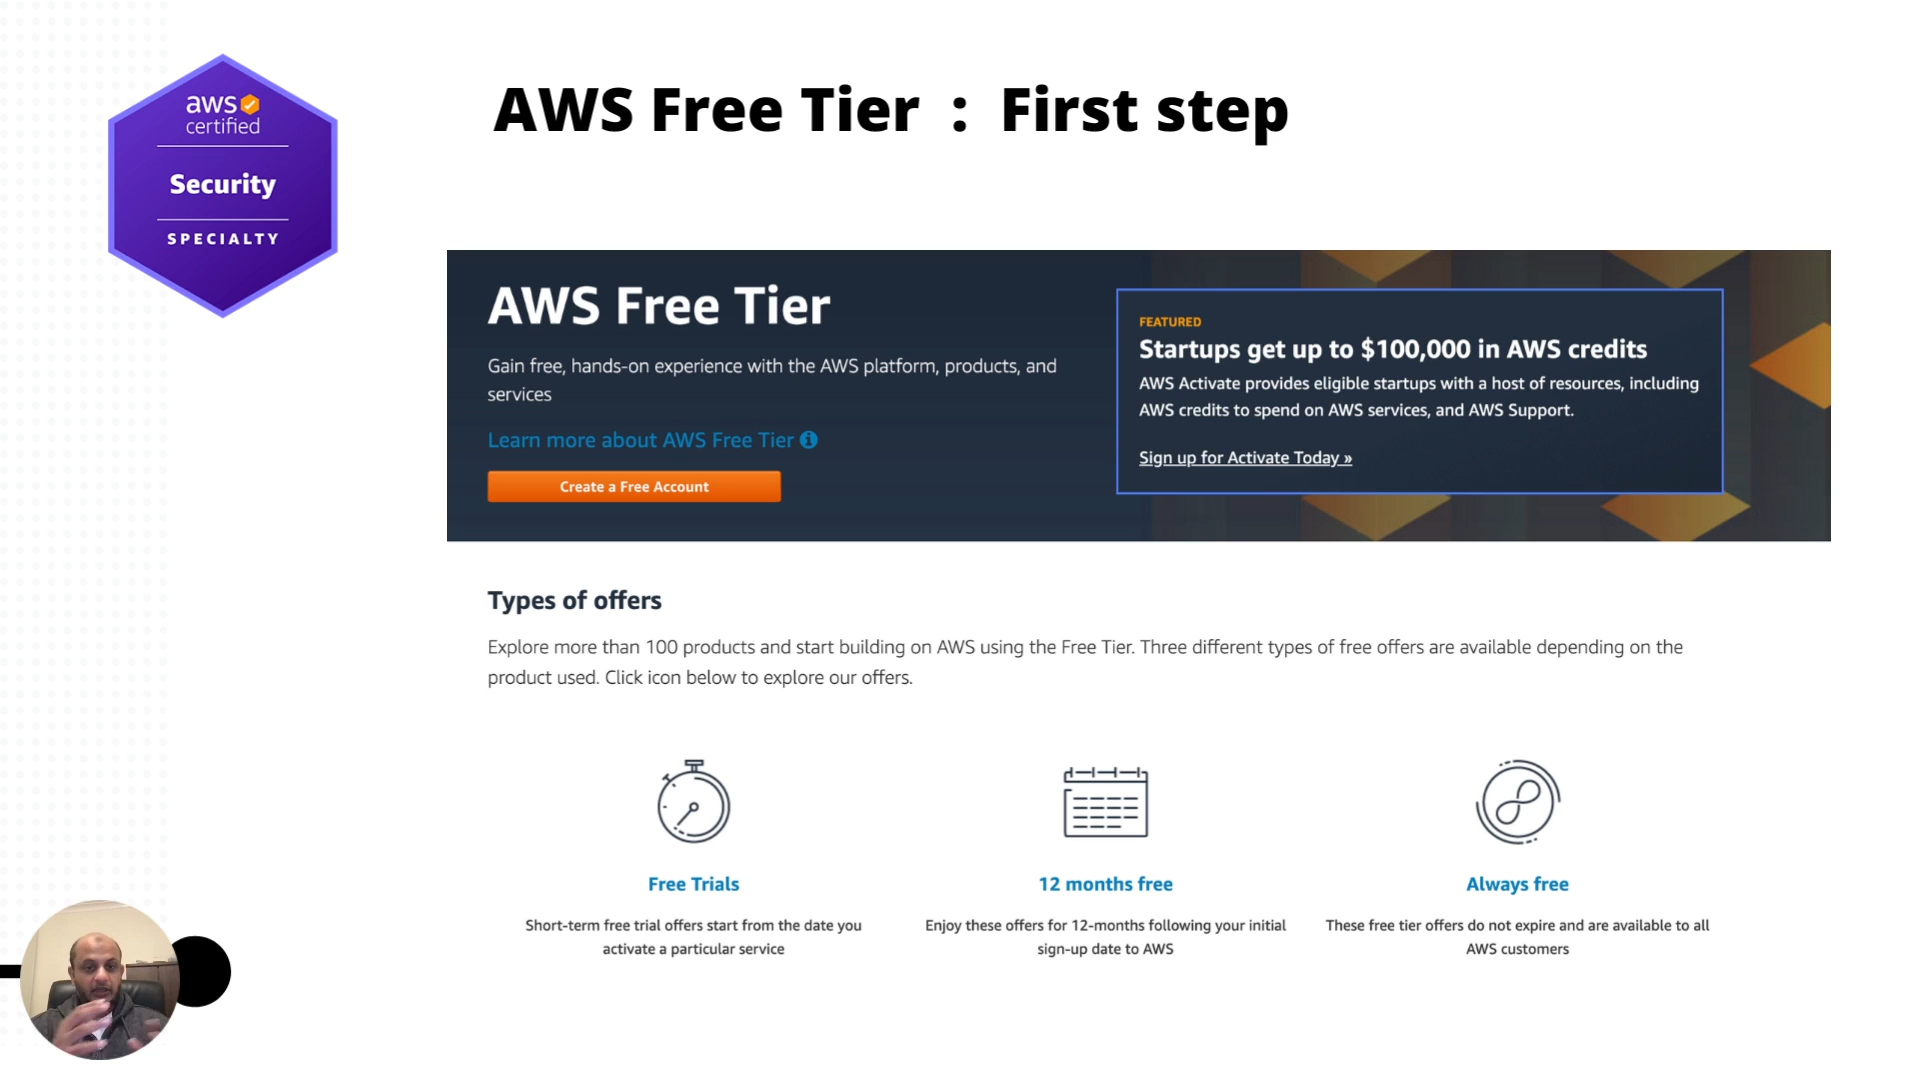 aws
certified
Security
SPECIALTY
AWS Free Tier : First step
AWS Free Tier
Gain free, hands-on experience with the AWS platform, products, and
services
Learn more about AWS Free Tier
Create a Free Account
FEATURED
Startups get up to $100,000 in AWS credits
AWS Activate provides eligible startups with a host of resources, including
AWS credits to spend on AWS services, and AWS Support.
Sign up for Activate Today »
Types of offers
Explore more than 100 products and start building on AWS using the Free Tier. Three different types of free offers are available depending on the
product used. Click icon below to explore our offers.
Free Trials
Short-term free trial offers start from the date you
activate a particular service
12 months free
Enjoy these offers for 12-months following your initial
sign-up date to AWS
Always free
These free tier offers do not expire and are available to all
AWS customers